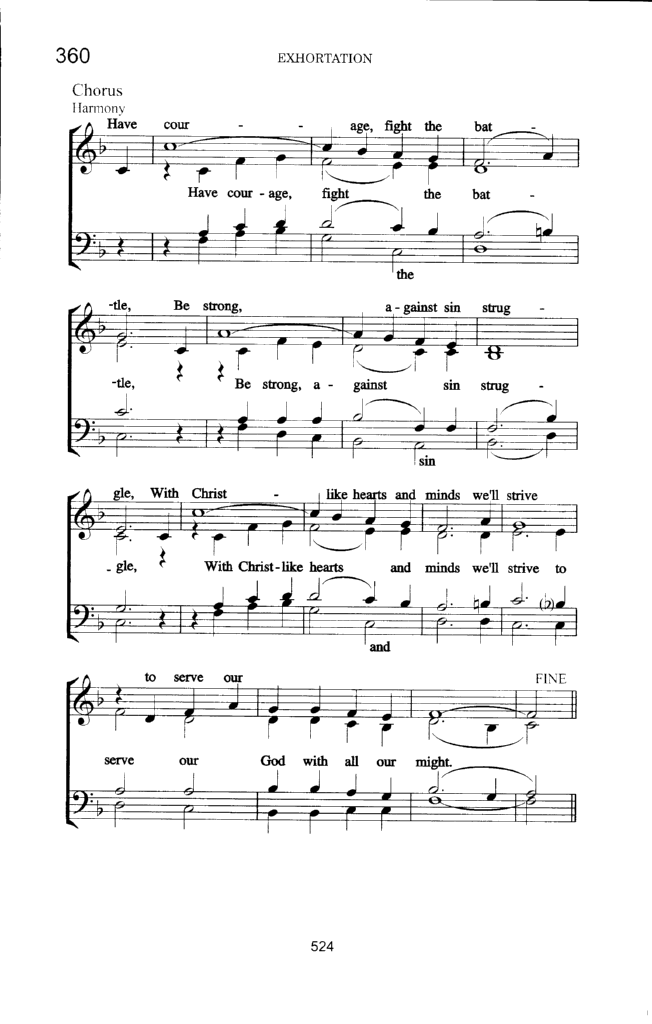 360
EXHORTATION
Chorus
Harmony
Have cour - - age, fight the bat -
Have cour - age, fight the bat -
the
-tle, Be strong, a - gainst sin strug -
-tle, Be strong, a - gainst sin strug -
sin
gle, With Christ - like hearts and minds we'll strive
- gle, With Christ - like hearts and minds we'll strive to
and
to serve our FINE
serve our God with all our might.
524